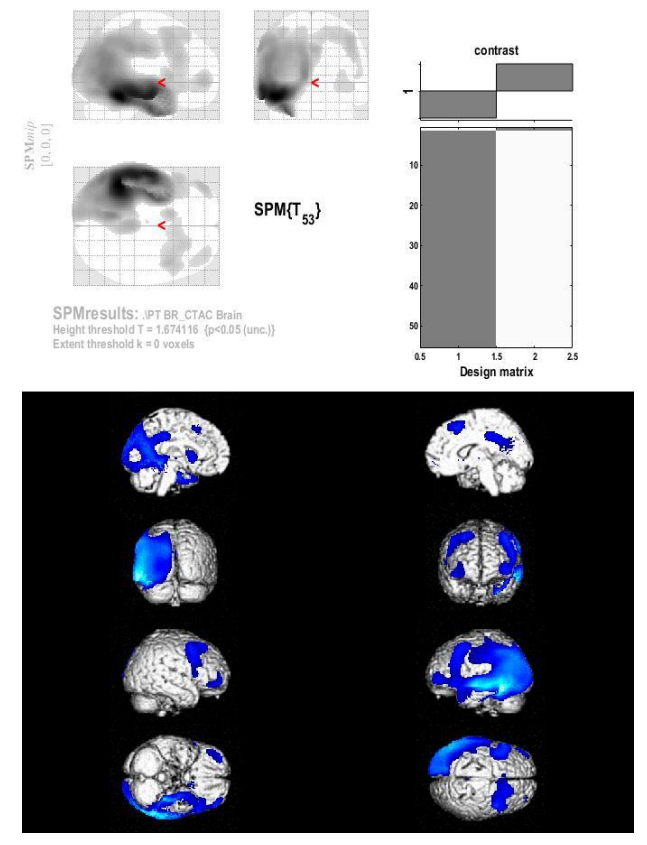 contrast
1
SPMmip
[0, 0, 0]
<
<
<
SPM{T53}
10
20
30
40
50
0.5 1 1.5 2 2.5
Design matrix
SPMresults: .\PT BR_CTAC Brain
Height threshold T = 1.674116 {p<0.05 (unc.)}
Extent threshold k = 0 voxels